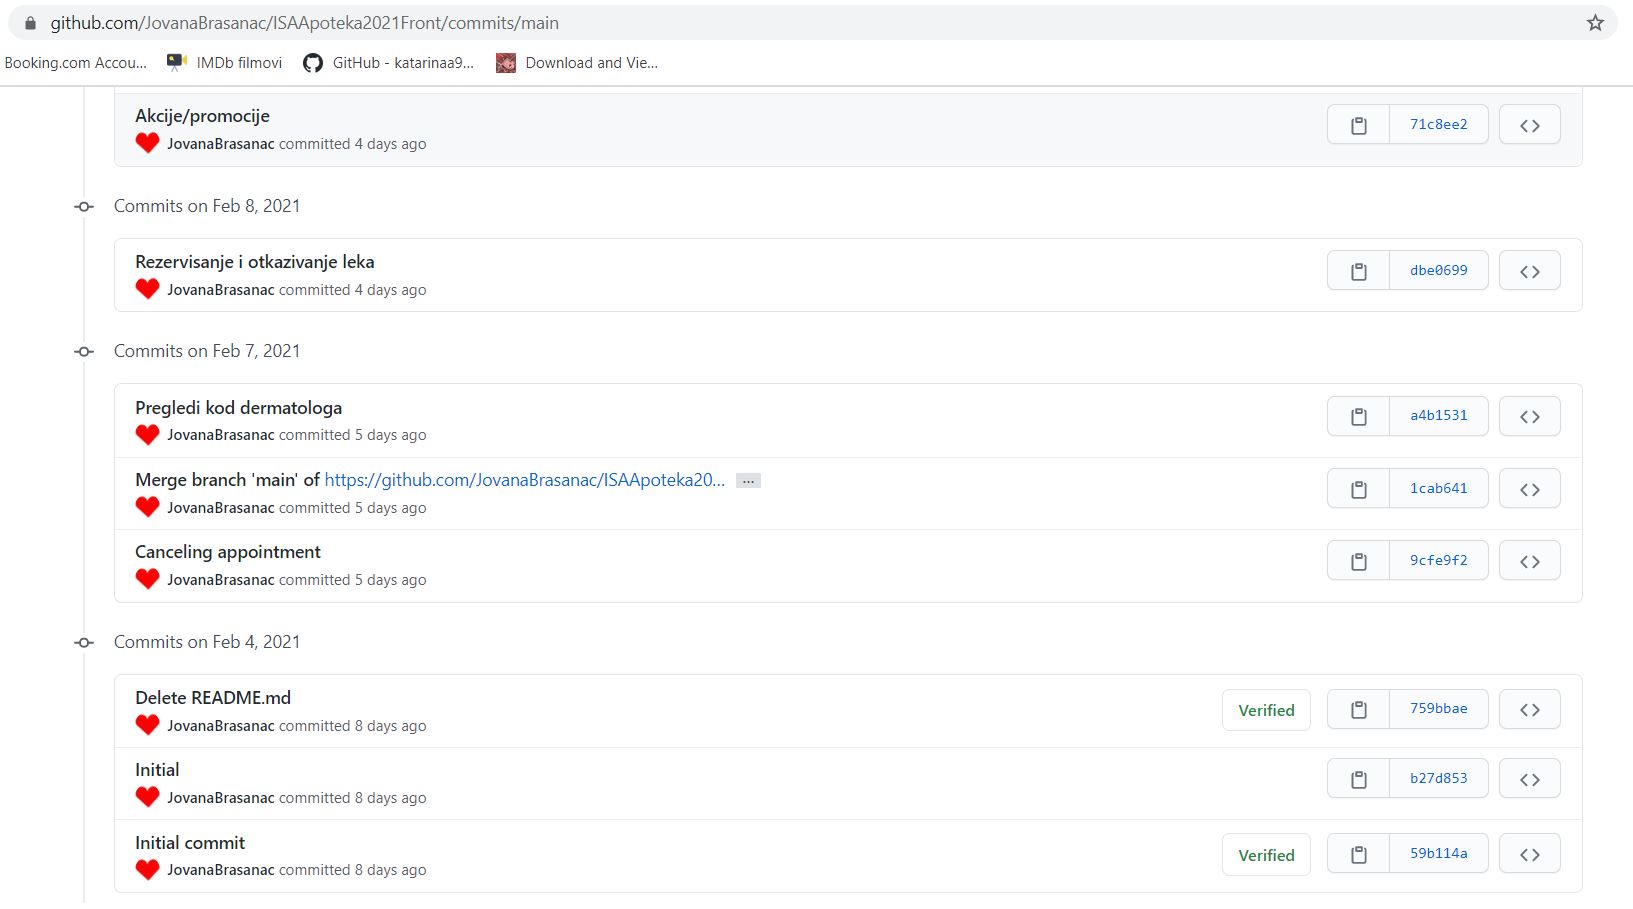 github.com/JovanaBrasanac/ISAApoteka2021Front/commits/main
Booking.com Accou... IMDb filmovi GitHub - katarinaa9... Download and Vie...
Akcije/promocije
JovanaBrasanac committed 4 days ago
71c8ee2
Commits on Feb 8, 2021
Rezervisanje i otkazivanje leka
JovanaBrasanac committed 4 days ago
dbe0699
Commits on Feb 7, 2021
Pregledi kod dermatologa
JovanaBrasanac committed 5 days ago
a4b1531
Merge branch 'main' of https://github.com/JovanaBrasanac/ISAApoteka20... ...
JovanaBrasanac committed 5 days ago
1cab641
Canceling appointment
JovanaBrasanac committed 5 days ago
9cfe9f2
Commits on Feb 4, 2021
Delete README.md
JovanaBrasanac committed 8 days ago
Verified 759bbae
Initial
JovanaBrasanac committed 8 days ago
b27d853
Initial commit
JovanaBrasanac committed 8 days ago
Verified 59b114a